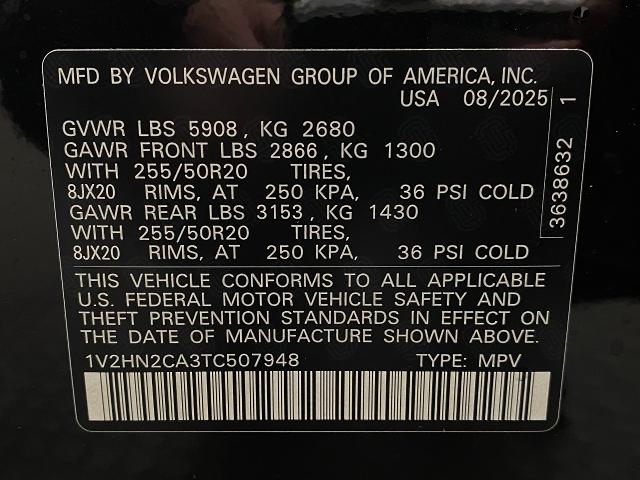 MFD BY VOLKSWAGEN GROUP OF AMERICA, INC.
USA 08/2025
GVWR LBS 5908, KG 2680
GAWR FRONT LBS 2866, KG 1300
WITH 255/50R20 TIRES,
8JX20 RIMS, AT 250 KPA, 36 PSI COLD
GAWR REAR LBS 3153, KG 1430
WITH 255/50R20 TIRES,
8JX20 RIMS, AT 250 KPA, 36 PSI COLD
THIS VEHICLE CONFORMS TO ALL APPLICABLE
U.S. FEDERAL MOTOR VEHICLE SAFETY AND
THEFT PREVENTION STANDARDS IN EFFECT ON
THE DATE OF MANUFACTURE SHOWN ABOVE.
1V2HN2CA3TC507948 TYPE: MPV
3638632 1